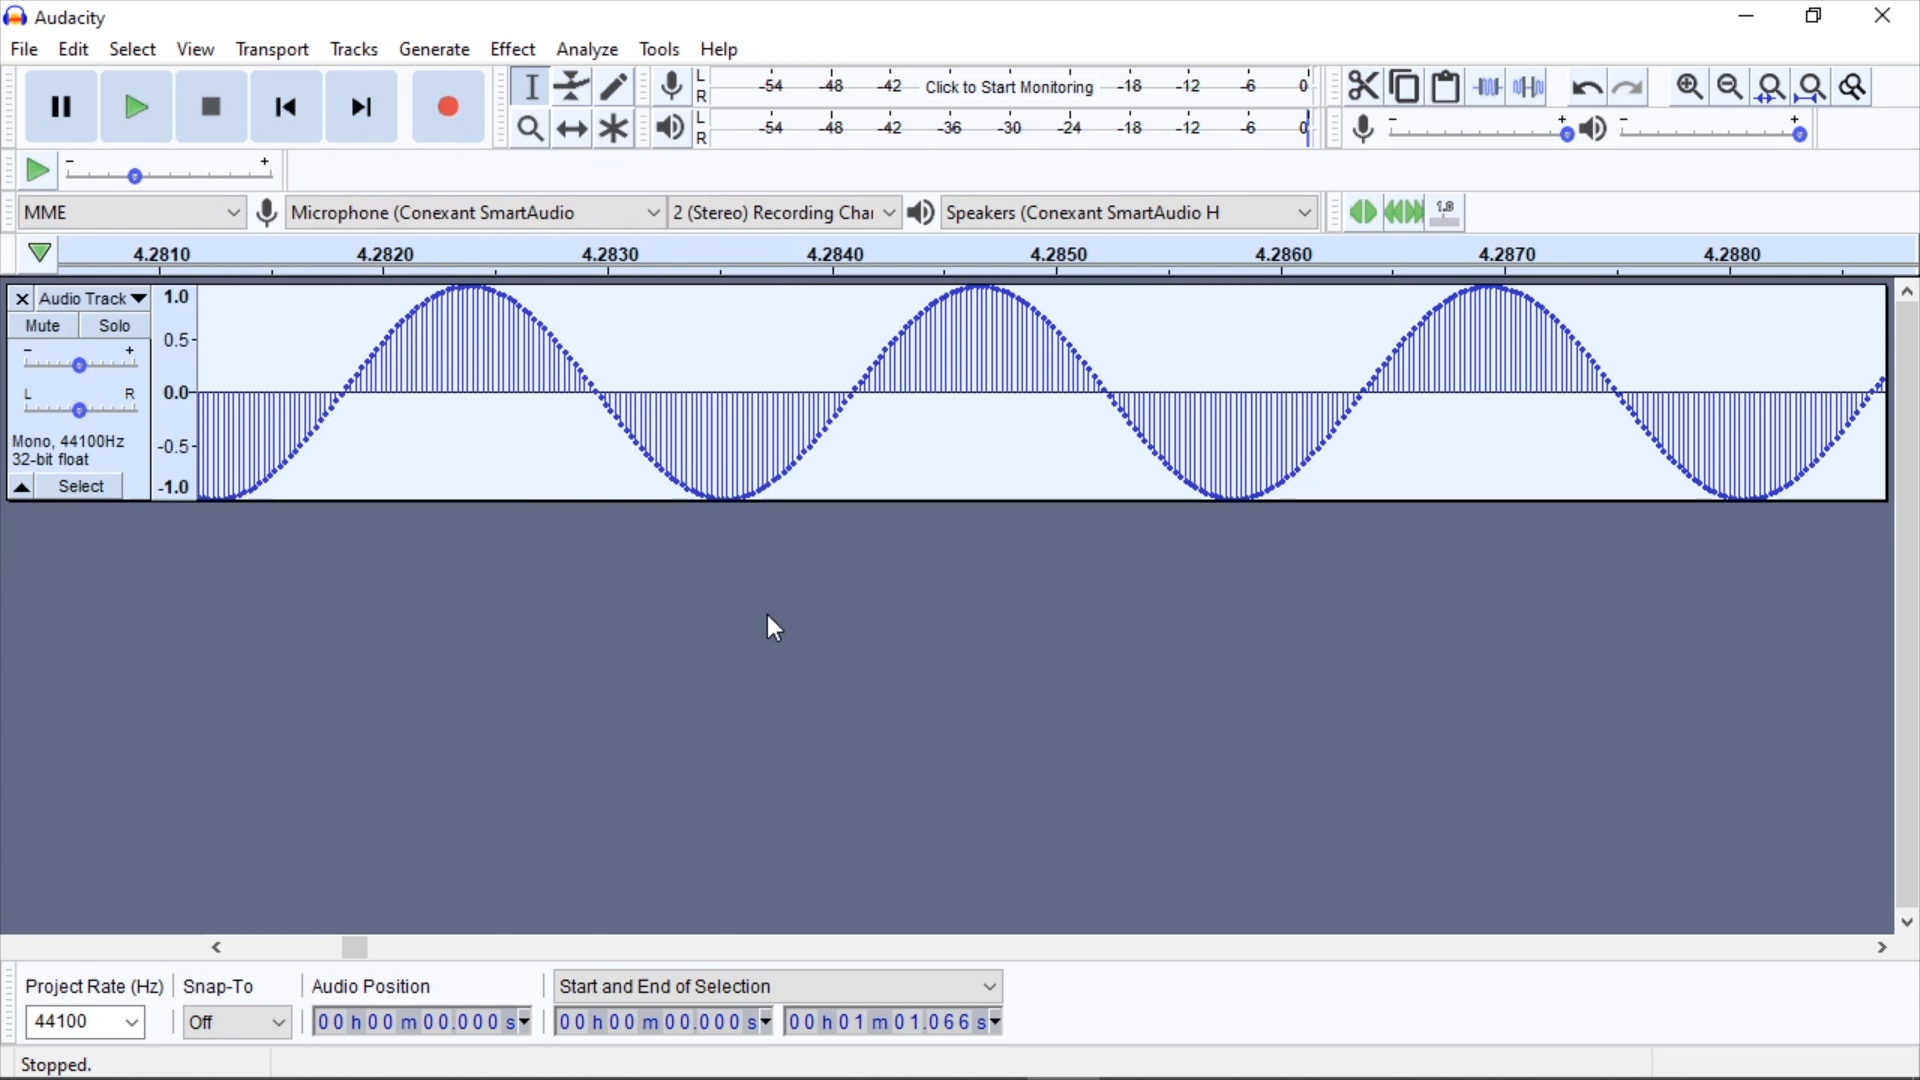 Audacity
File Edit Select View Transport Tracks Generate Effect Analyze Tools Help
L R -54 -48 -42 Click to Start Monitoring -18 -12 -6 0
L R -54 -48 -42 -36 -30 -24 -18 -12 -6 0
- +
- +
- +
MME Microphone (Conexant SmartAudio 2 (Stereo) Recording Chai Speakers (Conexant SmartAudio H 1.0
4.2810 4.2820 4.2830 4.2840 4.2850 4.2860 4.2870 4.2880
Audio Track 1.0
Mute Solo
- + 0.5
L R 0.0
Mono, 44100Hz -0.5
32-bit float
Select -1.0
Project Rate (Hz) Snap-To Audio Position Start and End of Selection
44100 Off 00 h 00 m 00.000 s 00 h 00 m 00.000 s 00 h 01 m 01.066 s
Stopped.